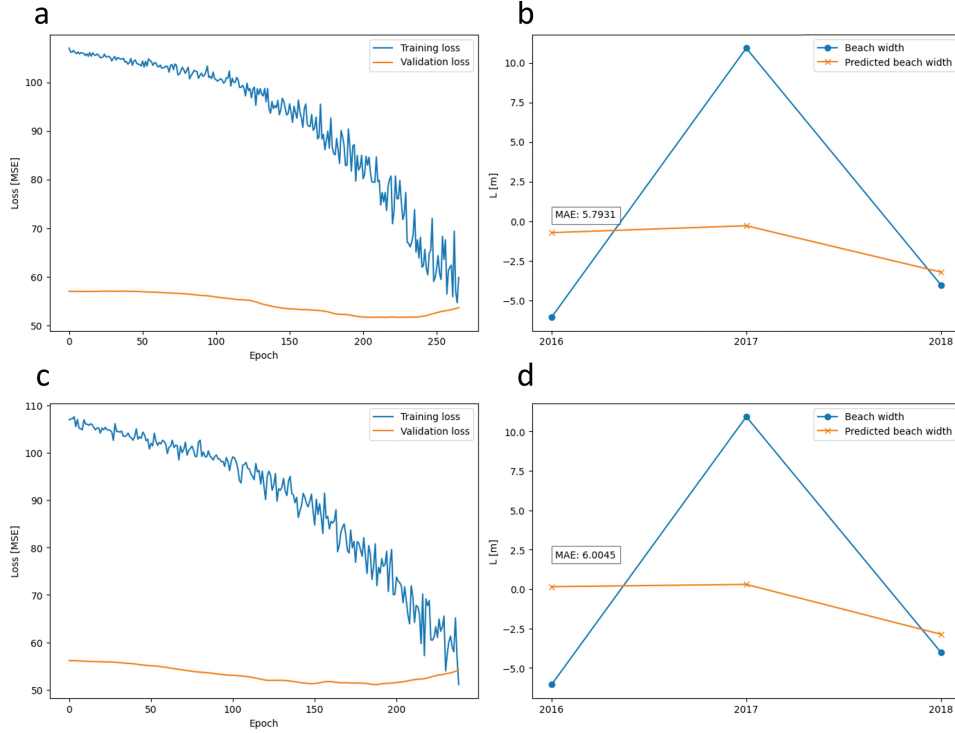 a
Training loss
Validation loss
100
90
80
70
60
50
0
50
100
150
200
250
Loss [MSE]
Epoch
b
Beach width
Predicted beach width
10.0
7.5
5.0
2.5
0.0
−2.5
−5.0
MAE: 5.7931
2016
2017
2018
L [m]
c
Training loss
Validation loss
110
100
90
80
70
60
50
0
50
100
150
200
Loss [MSE]
Epoch
d
Beach width
Predicted beach width
10.0
7.5
5.0
2.5
0.0
−2.5
−5.0
MAE: 6.0045
2016
2017
2018
L [m]